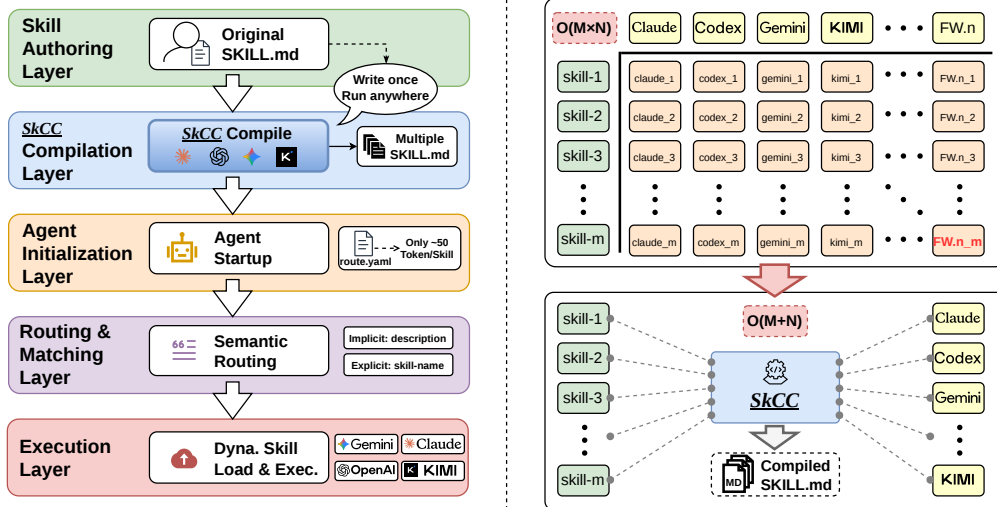 Skill
Authoring
Layer
Original
SKILL.md
Write once
Run anywhere
SkCC
Compilation
Layer
SkCC Compile
Multiple
SKILL.md
Agent
Initialization
Layer
Agent
Startup
route.yaml
Only ~50
Token/Skill
Routing &
Matching
Layer
Semantic
Routing
Implicit: description
Explicit: skill-name
Execution
Layer
Dyna. Skill
Load & Exec.
Gemini
Claude
OpenAI
KIMI
O(M×N)
Claude
Codex
Gemini
KIMI
FW.n
skill-1
claude_1
codex_1
gemini_1
kimi_1
FW.n_1
skill-2
claude_2
codex_2
gemini_2
kimi_2
FW.n_2
skill-3
claude_3
codex_3
gemini_3
kimi_3
FW.n_3
skill-m
claude_m
codex_m
gemini_m
kimi_m
FW.n_m
skill-1
skill-2
skill-3
skill-m
O(M+N)
SkCC
MD
Compiled
SKILL.md
Claude
Codex
Gemini
KIMI